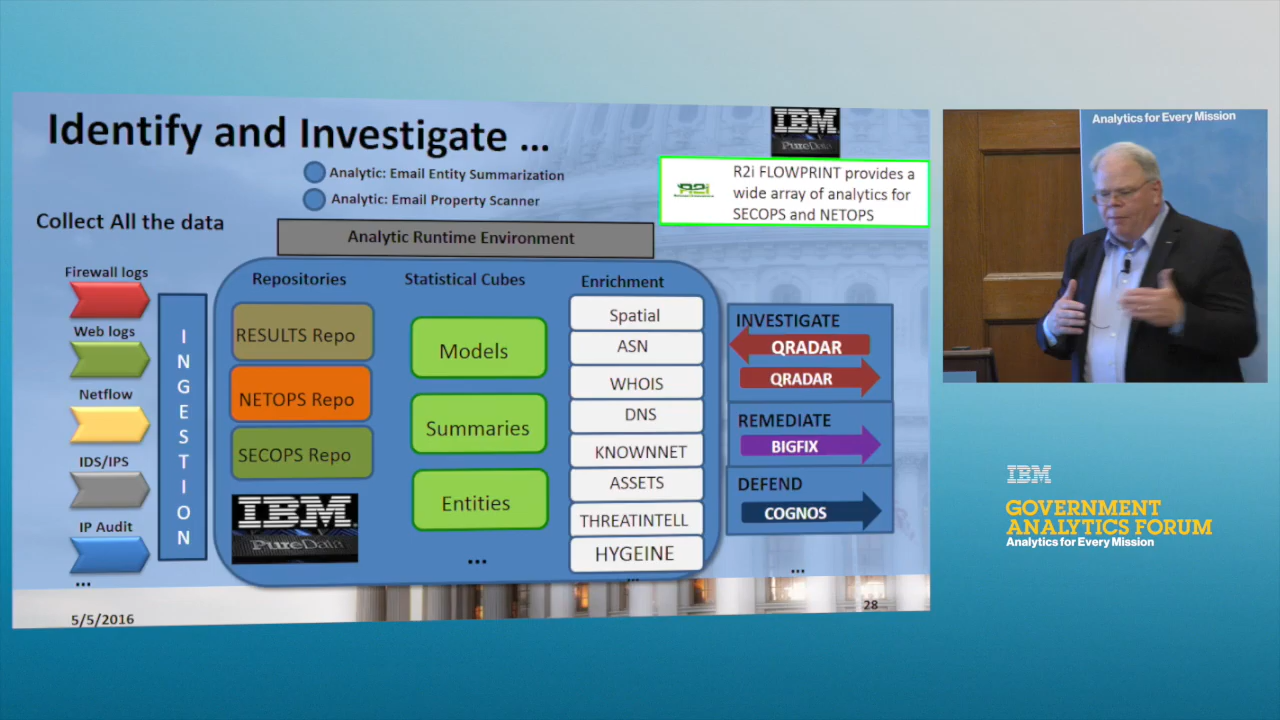 Identify and Investigate ...
IBM
PureData
Analytic: Email Entity Summarization
Analytic: Email Property Scanner
R2i
R2i FLOWPRINT provides a
wide array of analytics for
SECOPS and NETOPS
Collect All the data
Analytic Runtime Environment
Firewall logs
Web logs
Netflow
IDS/IPS
IP Audit
...
INGESTION
Repositories
RESULTS Repo
NETOPS Repo
SECOPS Repo
IBM
PureData
Statistical Cubes
Models
Summaries
Entities
...
Enrichment
Spatial
ASN
WHOIS
DNS
KNOWNNET
ASSETS
THREATINTELL
HYGEINE
...
INVESTIGATE
QRADAR
QRADAR
REMEDIATE
BIGFIX
DEFEND
COGNOS
...
5/5/2016
28
Analytics for Every Mission
IBM
GOVERNMENT
ANALYTICS FORUM
Analytics for Every Mission